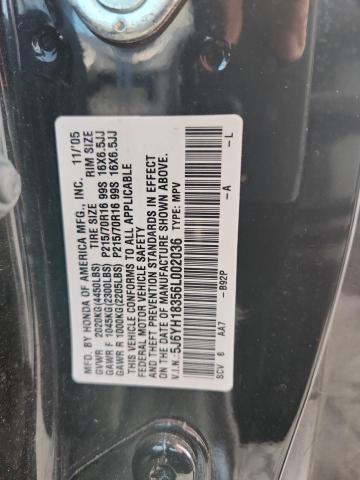 MFD. BY HONDA OF AMERICA MFG., INC. 11/'05
TIRE SIZE RIM SIZE
GVWR 2020KG(4450LBS)
GAWR F 1045KG(2300LBS) P215/70R16 99S 16X6.5JJ
GAWR R 1000KG(2205LBS) P215/70R16 99S 16X6.5JJ
THIS VEHICLE CONFORMS TO ALL APPLICABLE
FEDERAL MOTOR VEHICLE SAFETY
AND THEFT PREVENTION STANDARDS IN EFFECT
ON THE DATE OF MANUFACTURE SHOWN ABOVE.
V.I.N.: 5J6YH18356L002036 TYPE: MPV
SCV 6 AA7 - B92P -A -L